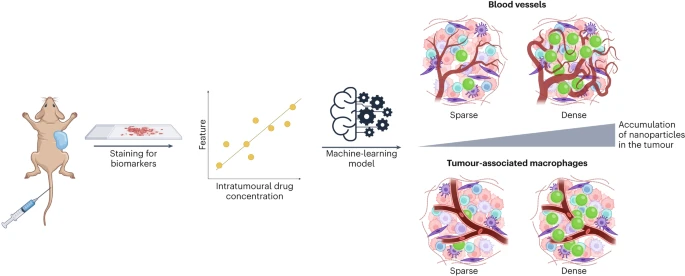 Blood vessels
Sparse
Dense
Staining for
biomarkers
Feature
Intratumoural drug
concentration
Machine-learning
model
Accumulation
of nanoparticles
in the tumour
Tumour-associated macrophages
Sparse
Dense